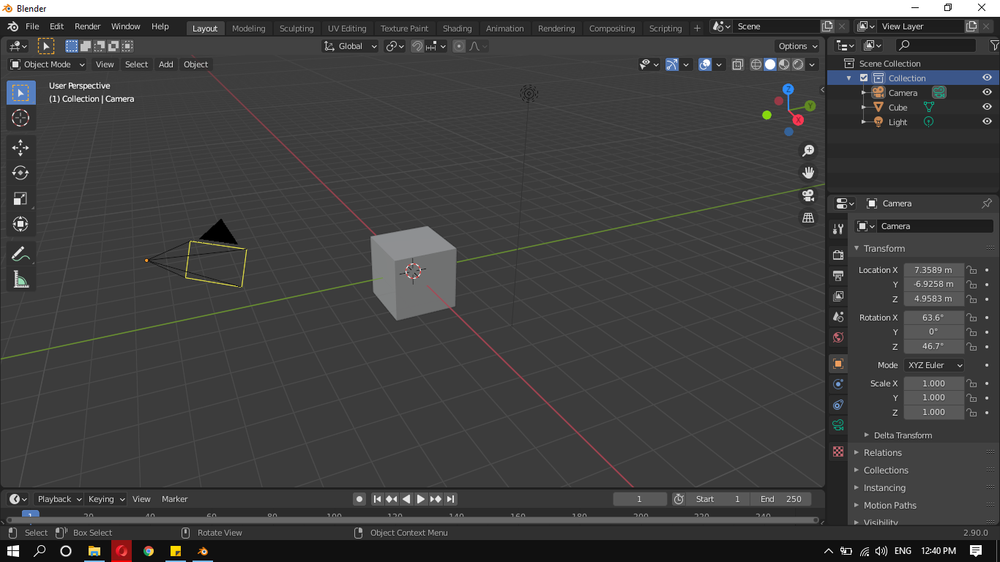 Blender
File Edit Render Window Help Layout Modeling Sculpting UV Editing Texture Paint Shading Animation Rendering Compositing Scripting + Scene View Layer
Global Options
Object Mode View Select Add Object
User Perspective
(1) Collection | Camera
Z
Y
X
Scene Collection
Collection
Camera
Cube
Light
Camera
Camera
Transform
Location X 7.3589 m
Y -6.9258 m
Z 4.9583 m
Rotation X 63.6°
Y 0°
Z 46.7°
Mode XYZ Euler
Scale X 1.000
Y 1.000
Z 1.000
Delta Transform
Relations
Collections
Instancing
Motion Paths
Visibility
Playback Keying View Marker 1 Start 1 End 250
1 20 40 60 80 100 120 140 160 180 200 220 240
Select Box Select Rotate View Object Context Menu 2.90.0
ENG 12:40 PM